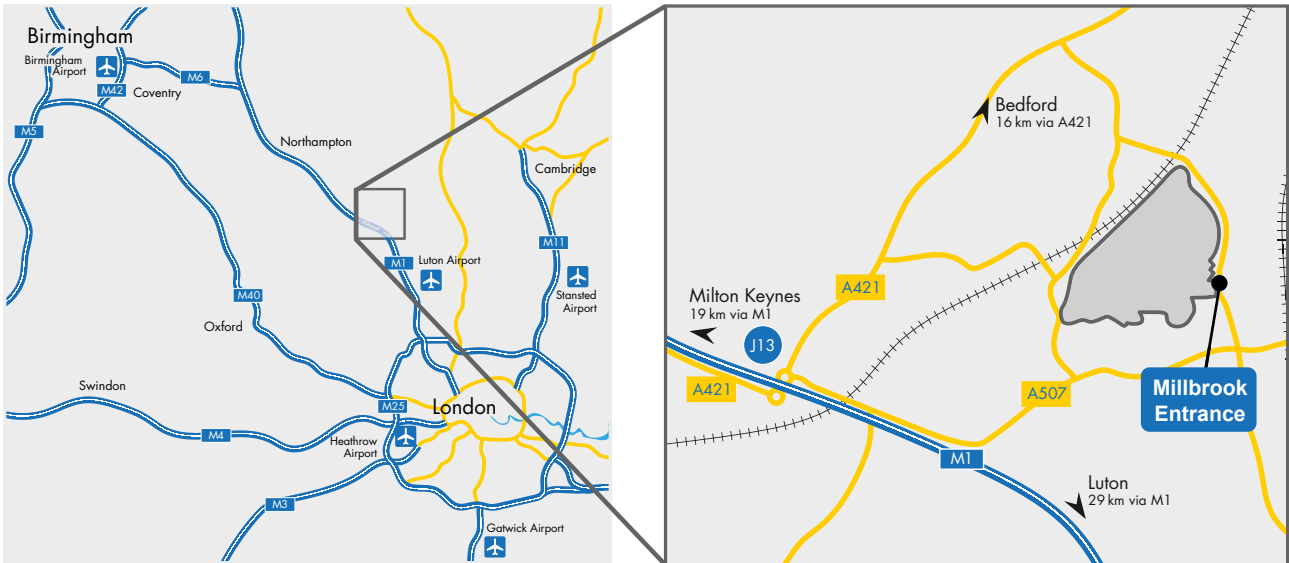 Birmingham
Birmingham
Airport
M42
Coventry
M6
M5
Northampton
Cambridge
M11
M1
Luton Airport
Stansted
Airport
M40
Oxford
Swindon
M25
London
M4
Heathrow
Airport
M3
Gatwick Airport
Bedford
16 km via A421
A421
Milton Keynes
19 km via M1
J13
A421
A507
Millbrook
Entrance
M1
Luton
29 km via M1